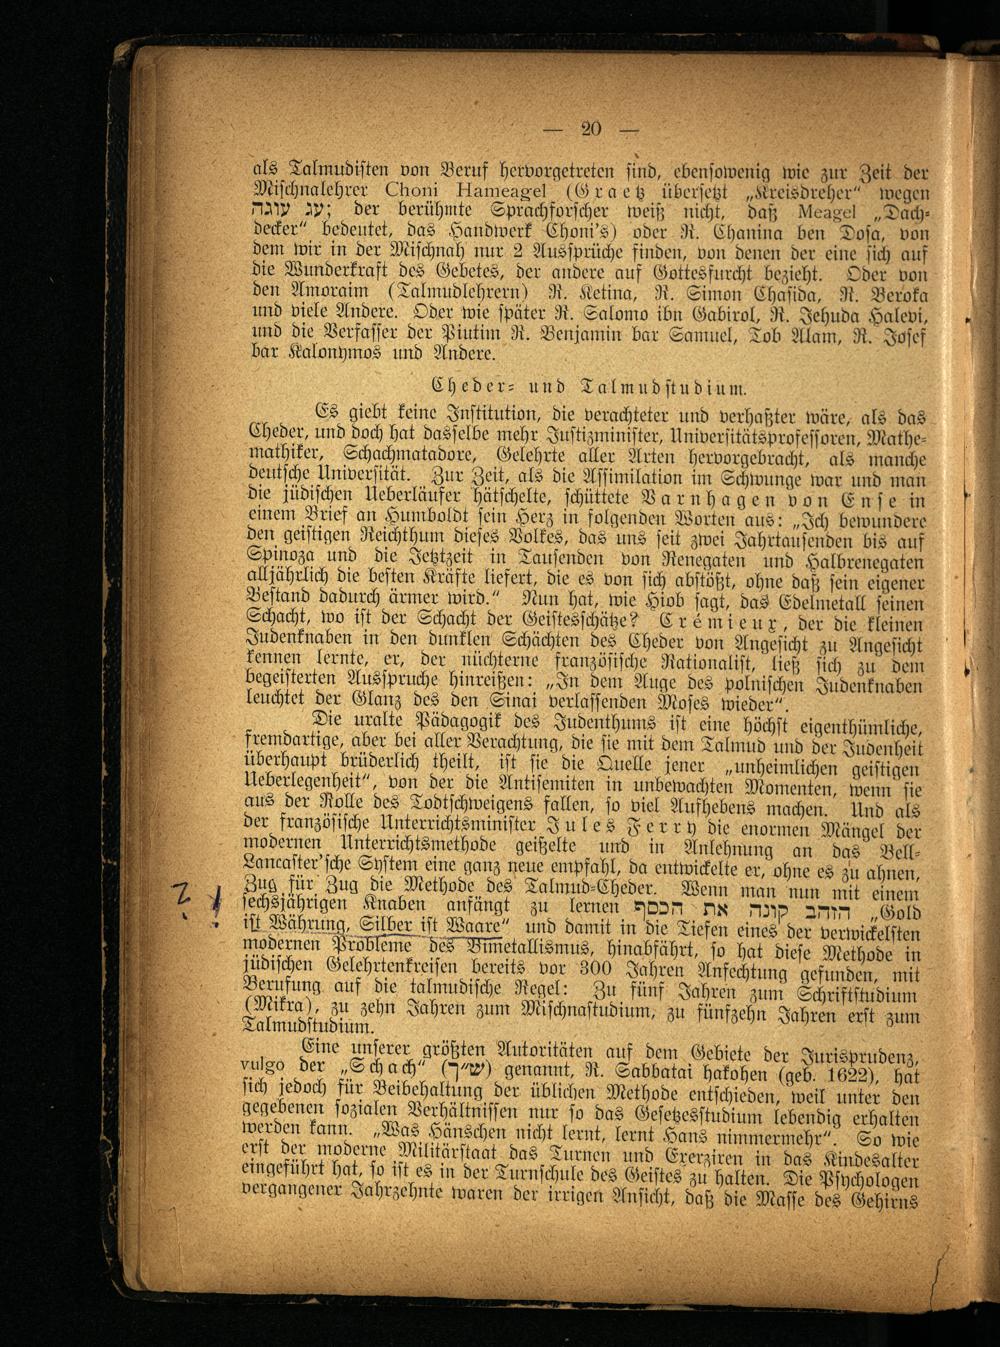 — 20 —
als Talmudisten von Beruf hervorgetreten sind, ebensowenig wie zur Zeit der
Mischnalehrer Choni Hameagel (Graetz übersetzt „Kreisdreher“ wegen
עג עוגה; der berühmte Sprachforscher weiß nicht, daß Meagel „Dach-
decker“ bedeutet, das Handwerk Choni's) oder R. Chanina ben Dosa, von
dem wir in der Mischnah nur 2 Aussprüche finden, von denen der eine sich auf
die Wunderkraft des Gebetes, der andere auf Gottesfurcht bezieht. Oder von
den Amoraim (Talmudlehrern) R. Ketina, R. Simon Chasida, R. Beroka
und viele Andere. Oder wie später R. Salomo ibn Gabirol, R. Jehuda Halevi,
und die Verfasser der Piutim R. Benjamin bar Samuel, Tob Alam, R. Josef
bar Kalonymos und Andere.
Cheder- und Talmudstudium.
Es giebt keine Institution, die verachteter und verhaßter wäre, als das
Cheder, und doch hat dasselbe mehr Justizminister, Universitätsprofessoren, Mathe-
mathiker, Schachmatadore, Gelehrte aller Arten hervorgebracht, als manche
deutsche Universität. Zur Zeit, als die Assimilation im Schwunge war und man
die jüdischen Ueberläufer hätschelte, schüttete Varnhagen von Ense in
einem Brief an Humboldt sein Herz in folgenden Worten aus: „Ich bewundere
den geistigen Reichthum dieses Volkes, das uns seit zwei Jahrtausenden bis auf
Spinoza und die Jetztzeit in Tausenden von Renegaten und Halbrenegaten
alljährlich die besten Kräfte liefert, die es von sich abstößt, ohne daß sein eigener
Bestand dadurch ärmer wird.“ Nun hat, wie Hiob sagt, das Edelmetall seinen
Schacht, wo ist der Schacht der Geistesschätze? Crémieux, der die kleinen
Judenknaben in den dunklen Schächten des Cheder von Angesicht zu Angesicht
kennen lernte, er, der nüchterne französische Rationalist, ließ sich zu dem
begeisterten Ausspruche hinreißen: „In dem Auge des polnischen Judenknaben
leuchtet der Glanz des den Sinai verlassenden Moses wieder“.
Die uralte Pädagogik des Judenthums ist eine höchst eigenthümliche,
fremdartige, aber bei aller Verachtung, die sie mit dem Talmud und der Judenheit
überhaupt brüderlich theilt, ist sie die Quelle jener „unheimlichen geistigen
Ueberlegenheit“, von der die Antisemiten in unbewachten Momenten, wenn sie
aus der Rolle des Todtschweigens fallen, so viel Aufhebens machen. Und als
der französische Unterrichtsminister Jules Ferry die enormen Mängel der
modernen Unterrichtsmethode geißelte und in Anlehnung an das Bell-
Lancaster'sche System eine ganz neue empfahl, da entwickelte er, ohne es zu ahnen,
Zug für Zug die Methode des Talmud-Cheder. Wenn man nun mit einem
? ! sechsjährigen Knaben anfängt zu lernen הזהב קונה את הכסף „Gold
ist Währung, Silber ist Waare“ und damit in die Tiefen eines der verwickelsten
modernen Probleme des Bimetallismus, hinabfährt, so hat diese Methode in
jüdischen Gelehrtenkreisen bereits vor 300 Jahren Anfechtung gefunden, mit
Berufung auf die talmudische Regel: Zu fünf Jahren zum Schriftstudium
(Mikra), zu zehn Jahren zum Mischnastudium, zu fünfzehn Jahren erst zum
Talmudstudium.
Eine unserer größten Autoritäten auf dem Gebiete der Jurisprudenz,
vulgo der „Schach“ (ש״ך) genannt, R. Sabbatai hakohen (geb. 1622), hat
sich jedoch für Beibehaltung der üblichen Methode entschieden, weil unter den
gegebenen sozialen Verhältnissen nur so das Gesetzesstudium lebendig erhalten
werden kann. „Was Hänschen nicht lernt, lernt Hans nimmermehr“. So wie
erst der moderne Militärstaat das Turnen und Exerziren in das Kindesalter
eingeführt hat, so ist es in der Turnschule des Geistes zu halten. Die Psychologen
vergangener Jahrzehnte waren der irrigen Ansicht, daß die Masse des Gehirns